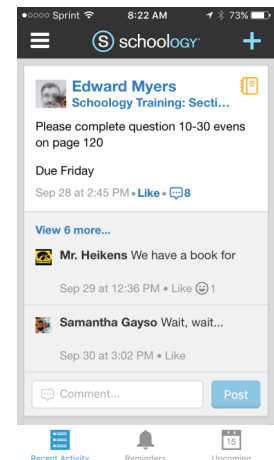 ●○○○○ Sprint 8:22 AM 73%
S schoology
Edward Myers
Schoology Training: Secti...
Please complete question 10-30 evens
on page 120
Due Friday
Sep 28 at 2:45 PM • Like • 8
View 6 more...
Mr. Heikens We have a book for
Sep 29 at 12:36 PM • Like 1
Samantha Gayso Wait, wait...
Sep 30 at 3:02 PM • Like
Comment... Post
15
Recent Activity Reminders Upcoming